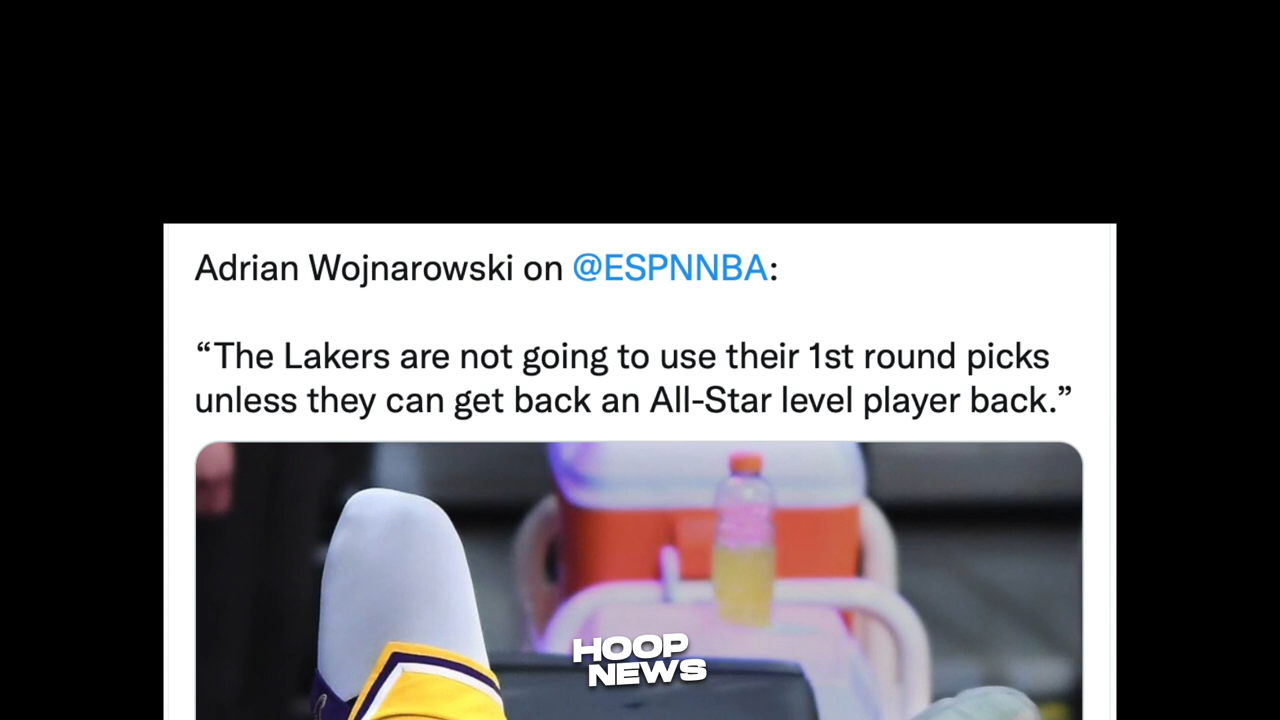 Adrian Wojnarowski on @ESPNNBA:
“The Lakers are not going to use their 1st round picks
unless they can get back an All-Star level player back.”
HOOP
NEWS